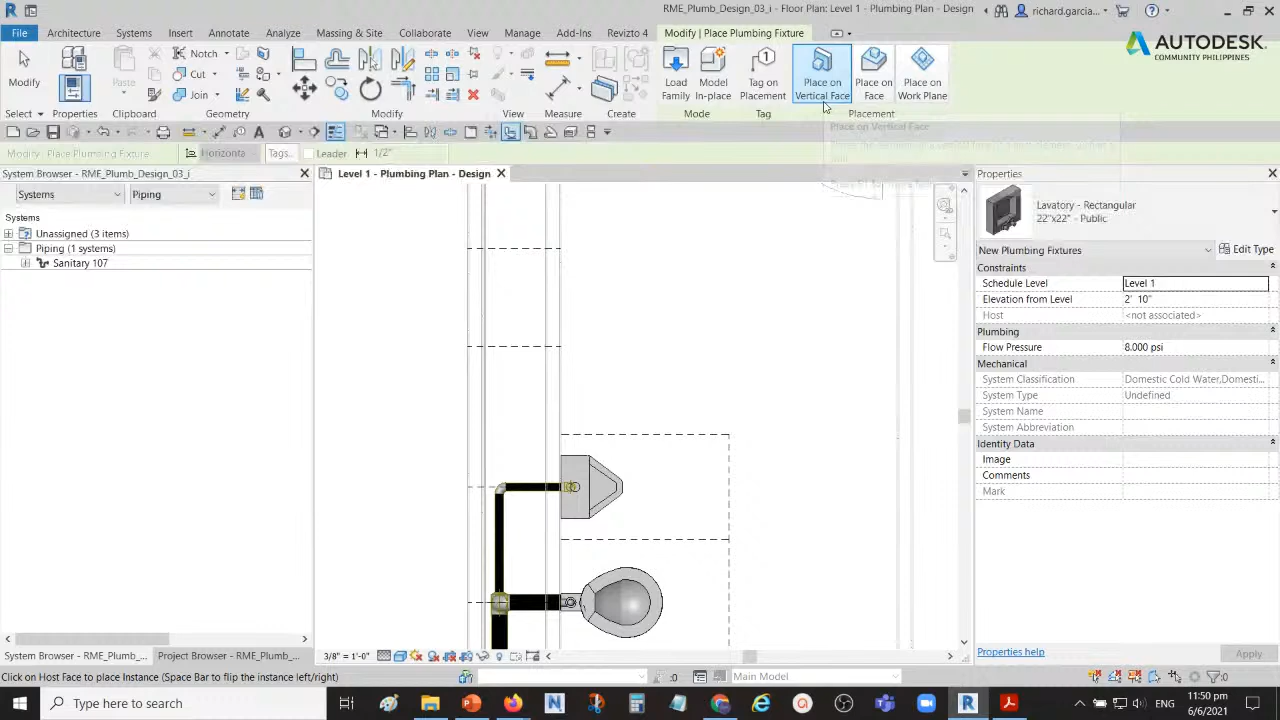 RME_Plumb_Design_03_i - Floor Plan: Level 1 - Plumbing Plan - Design
richard.garcia...
File Architecture Systems Insert Annotate Analyze Massing & Site Collaborate View Manage Add-Ins Revizto 4 Modify | Place Plumbing Fixture
AUTODESK.
COMMUNITY PHILIPPINES
Modify
Notch
Cut
Join
Paste
Load Family
Model In-place
Tag on Placement
Place on Vertical Face
Place on Face
Place on Work Plane
Select Properties Clipboard Geometry Modify View Measure Create Mode Tag Placement
Place on Vertical Face
Modify | Place Plumbing Fixture Horizonta Tags... Leader 1/2"
System Browser - RME_Plumb_Design_03_i
Level 1 - Plumbing Plan - Design
Properties
Systems Piping
Systems
Unassigned (3 items)
Piping (1 systems)
Sanitary 107
Lavatory - Rectangular
22"x22" - Public
New Plumbing Fixtures Edit Type
Constraints
Schedule Level Level 1
Elevation from Level 2' 10"
Host <not associated>
Plumbing
Flow Pressure 8.000 psi
Mechanical
System Classification Domestic Cold Water,Domesti...
System Type Undefined
System Name
System Abbreviation
Identity Data
Image
Comments
Mark
Properties help Apply
System Browser - RME_Plumb_... Project Browser - RME_Plumb_...
3/8" = 1'-0"
Click on Host Face to place Instance (Space Bar to flip the instance left/right)
:0 Main Model :0
Type here to search
ENG
11:50 pm
6/6/2021